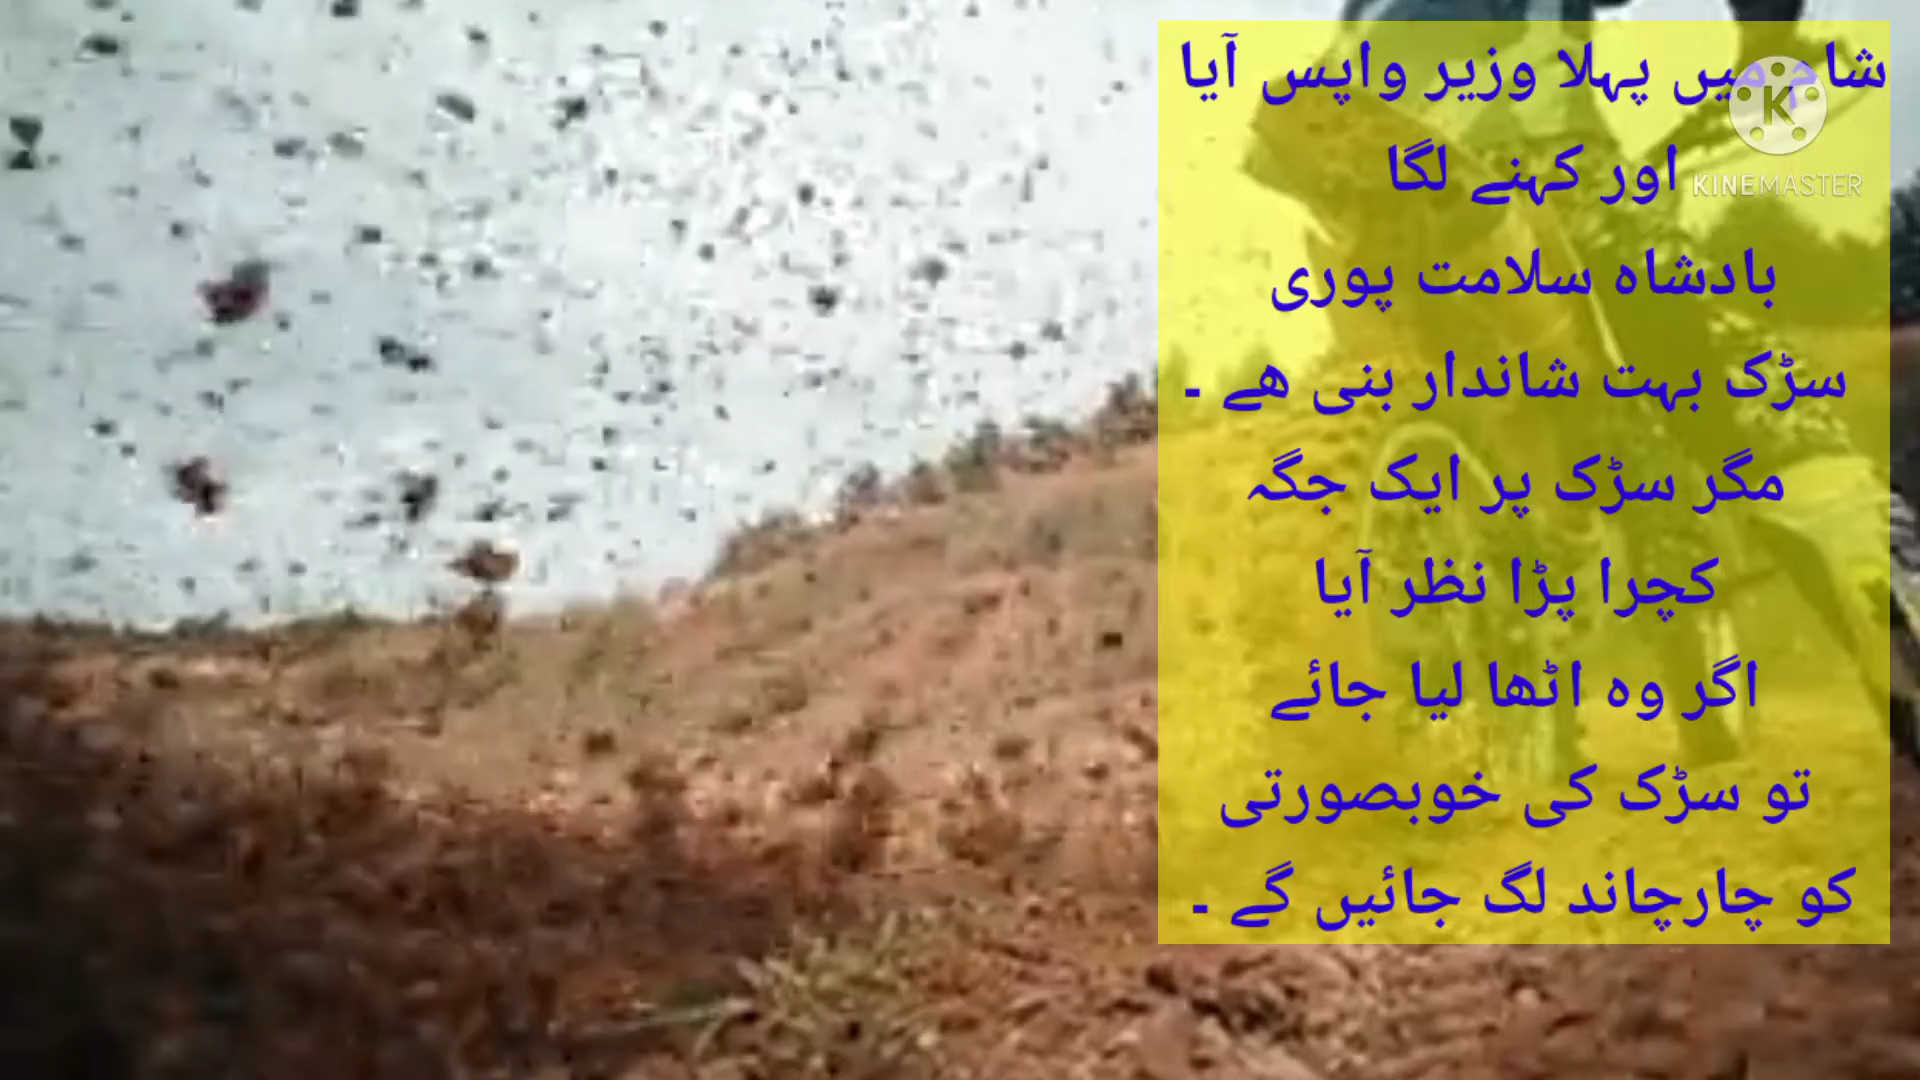 شام میں پہلا وزیر واپس آیا
اور کہنے لگا
بادشاہ سلامت پوری
سڑک بہت شاندار بنی ھے ۔
مگر سڑک پر ایک جگہ
کچرا پڑا نظر آیا
اگر وہ اٹھا لیا جائے
تو سڑک کی خوبصورتی
کو چارچاند لگ جائیں گے ۔
K
KINEMASTER